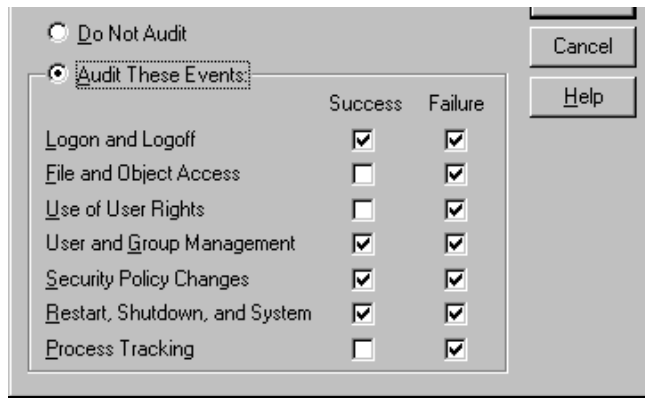 Do Not Audit
Cancel
Audit These Events:
Help
Success Failure
Logon and Logoff
File and Object Access
Use of User Rights
User and Group Management
Security Policy Changes
Restart, Shutdown, and System
Process Tracking